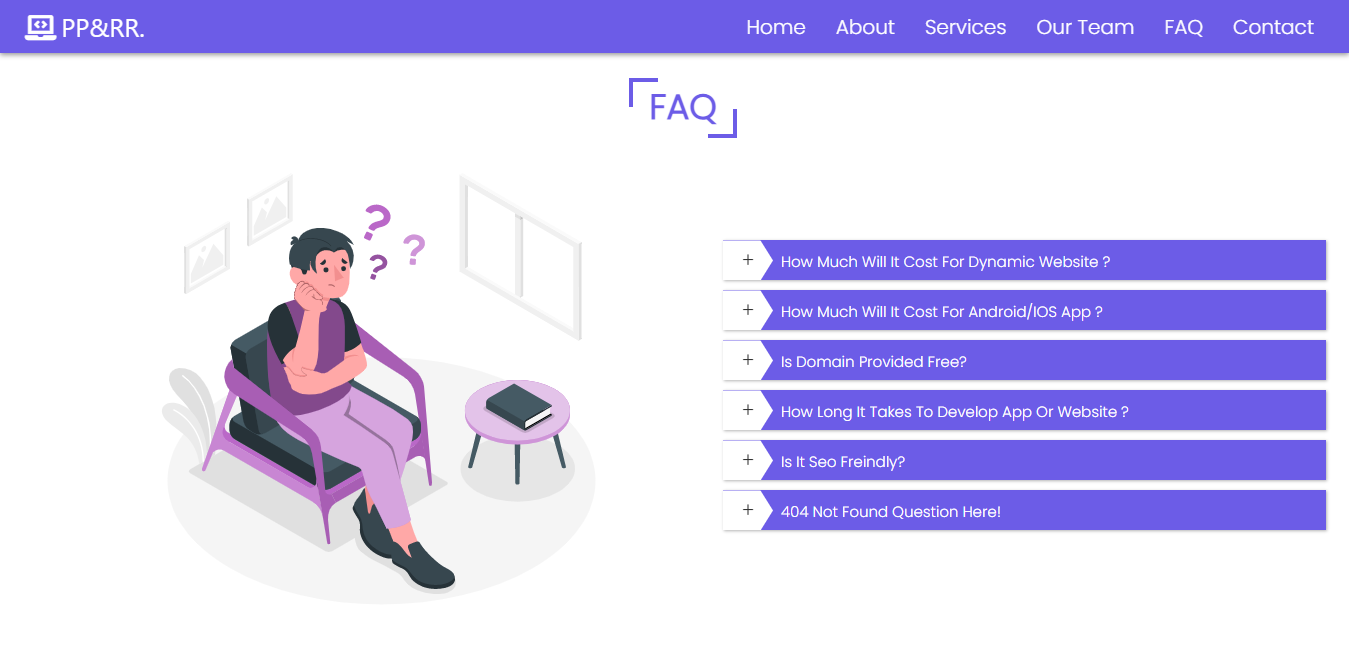 PP&RR.
Home About Services Our Team FAQ Contact
FAQ
? ? ?
+ How Much Will It Cost For Dynamic Website ?
+ How Much Will It Cost For Android/IOS App ?
+ Is Domain Provided Free?
+ How Long It Takes To Develop App Or Website ?
+ Is It Seo Freindly?
+ 404 Not Found Question Here!